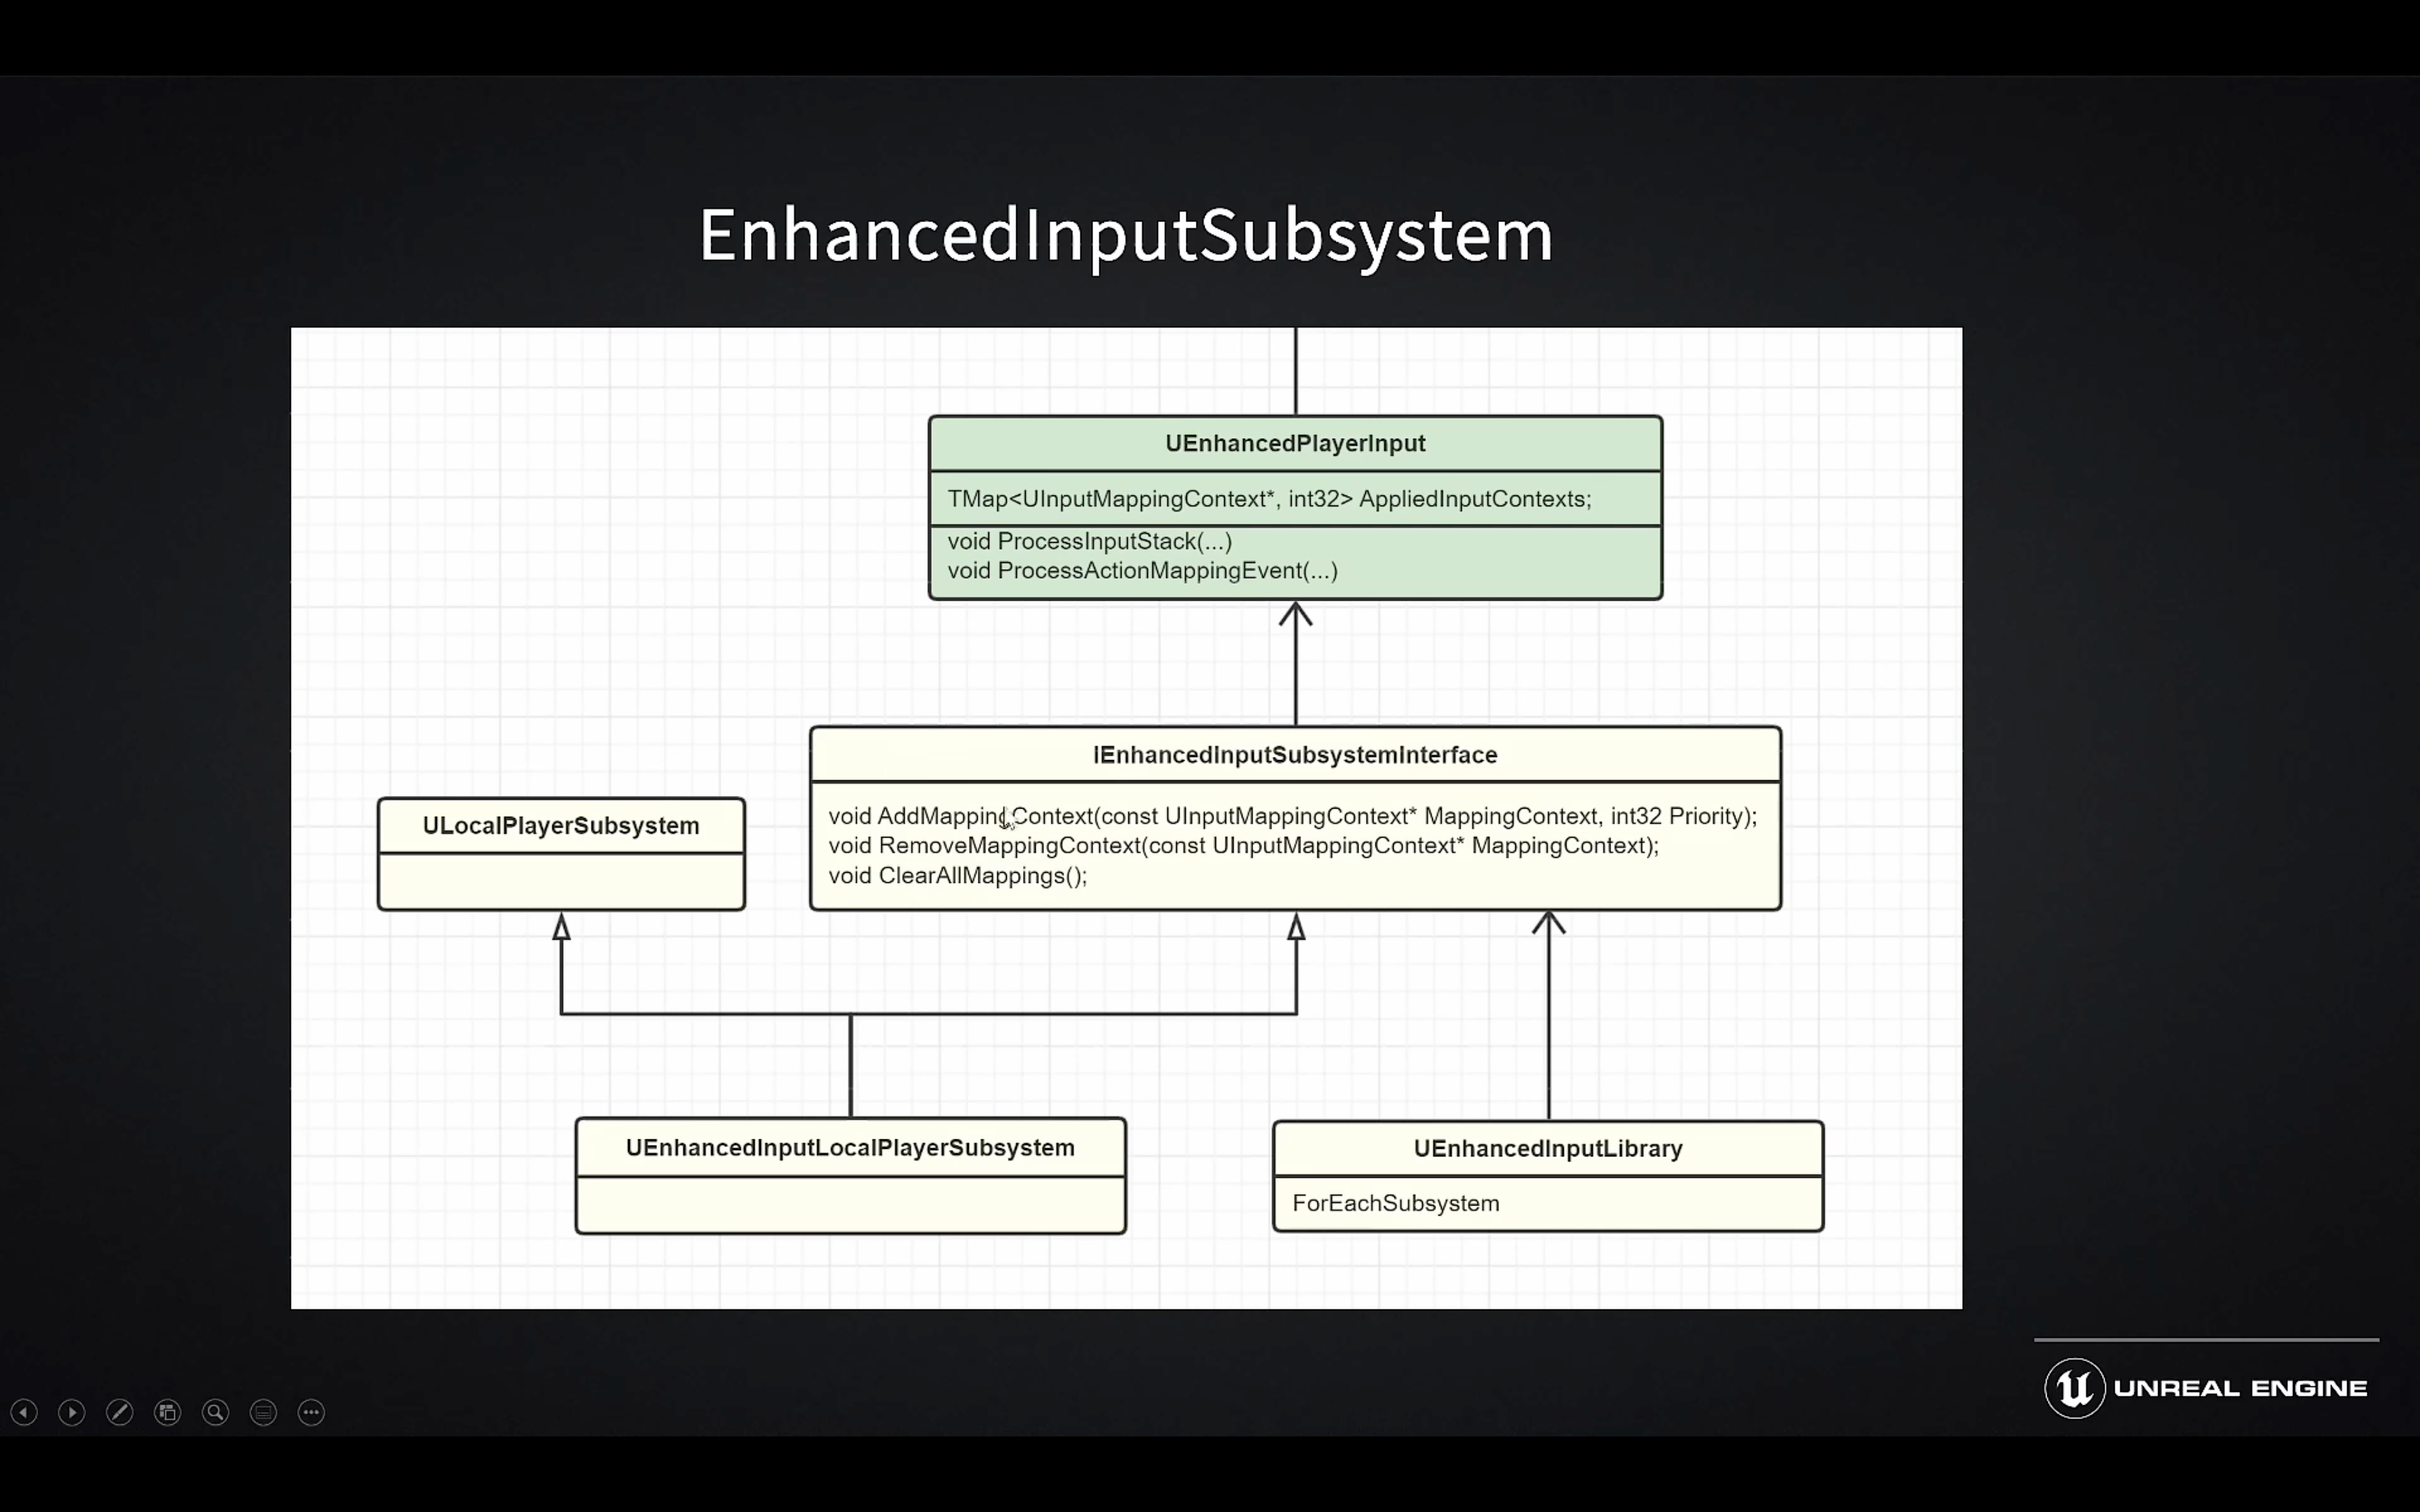 EnhancedInputSubsystem
UEnhancedPlayerInput
TMap<UInputMappingContext*, int32> AppliedInputContexts;
void ProcessInputStack(...)
void ProcessActionMappingEvent(...)
IEnhancedInputSubsystemInterface
void AddMappingContext(const UInputMappingContext* MappingContext, int32 Priority);
void RemoveMappingContext(const UInputMappingContext* MappingContext);
void ClearAllMappings();
ULocalPlayerSubsystem
UEnhancedInputLocalPlayerSubsystem
UEnhancedInputLibrary
ForEachSubsystem
UNREAL ENGINE